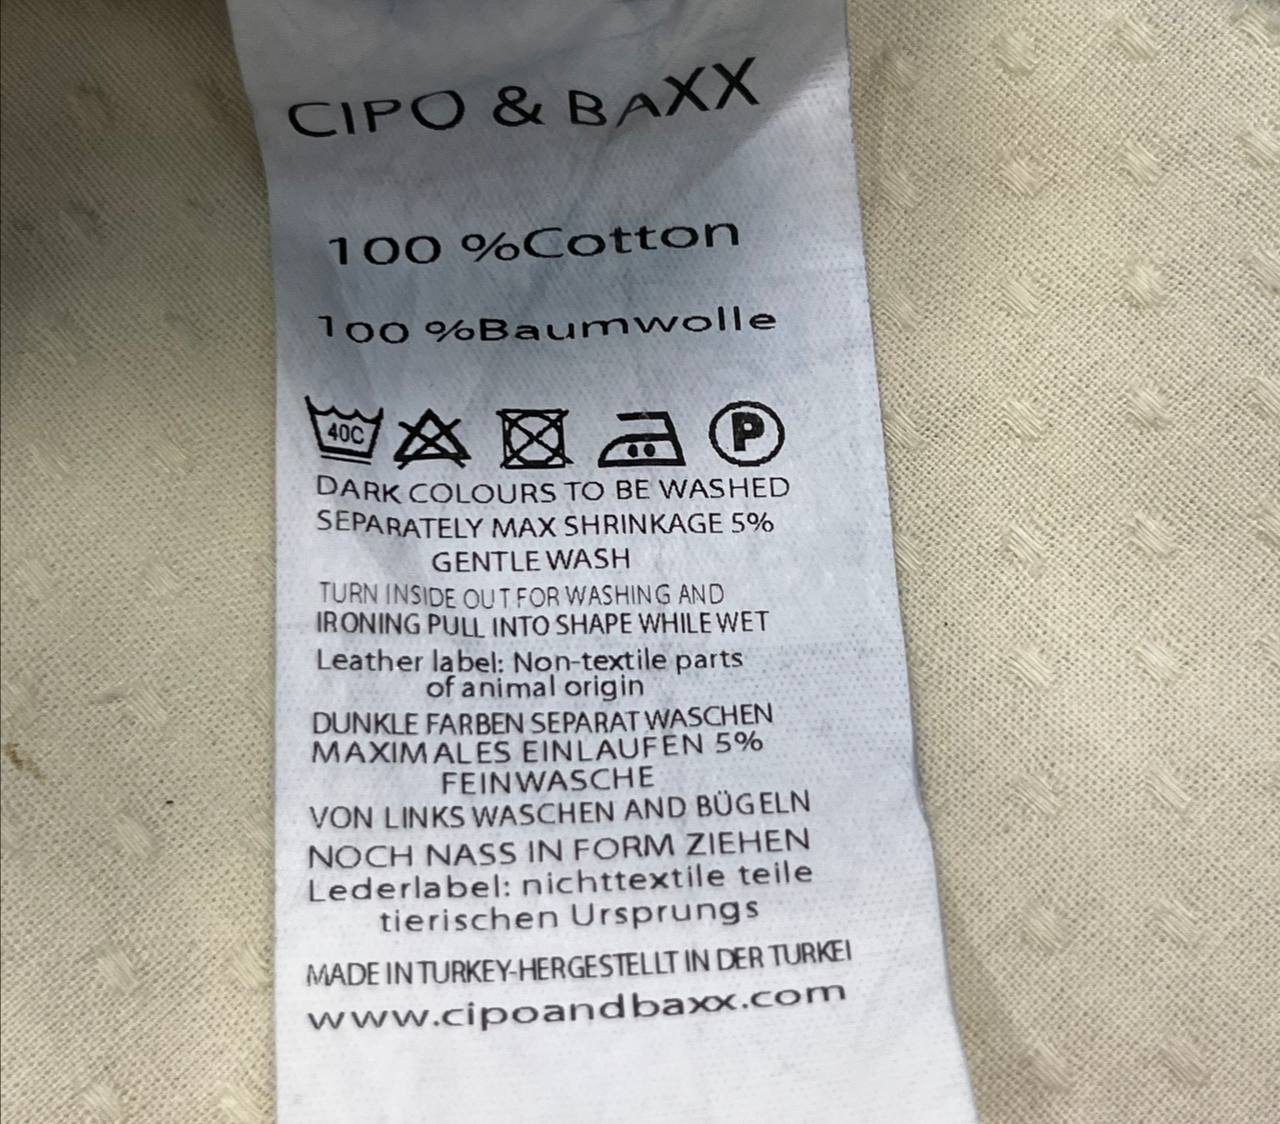 CIPO & BAXX
100 %Cotton
100 %Baumwolle
40C P
DARK COLOURS TO BE WASHED
SEPARATELY MAX SHRINKAGE 5%
GENTLE WASH
TURN INSIDE OUT FOR WASHING AND
IRONING PULL INTO SHAPE WHILE WET
Leather label: Non-textile parts
of animal origin
DUNKLE FARBEN SEPARAT WASCHEN
MAXIMALES EINLAUFEN 5%
FEINWASCHE
VON LINKS WASCHEN AND BÜGELN
NOCH NASS IN FORM ZIEHEN
Lederlabel: nichttextile teile
tierischen Ursprungs
MADE IN TURKEY-HERGESTELLT IN DER TURKEI
www.cipoandbaxx.com